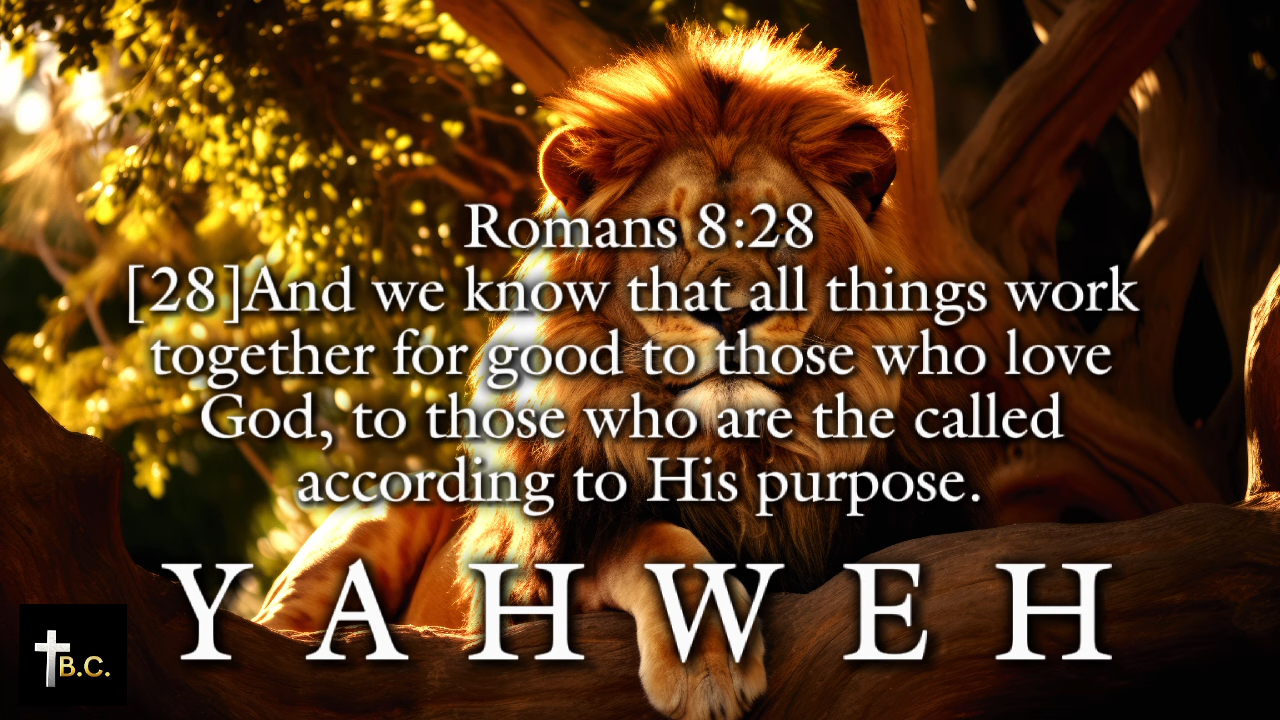 Romans 8:28
[28]And we know that all things work
together for good to those who love
God, to those who are the called
according to His purpose.
YAHWEH
B.C.